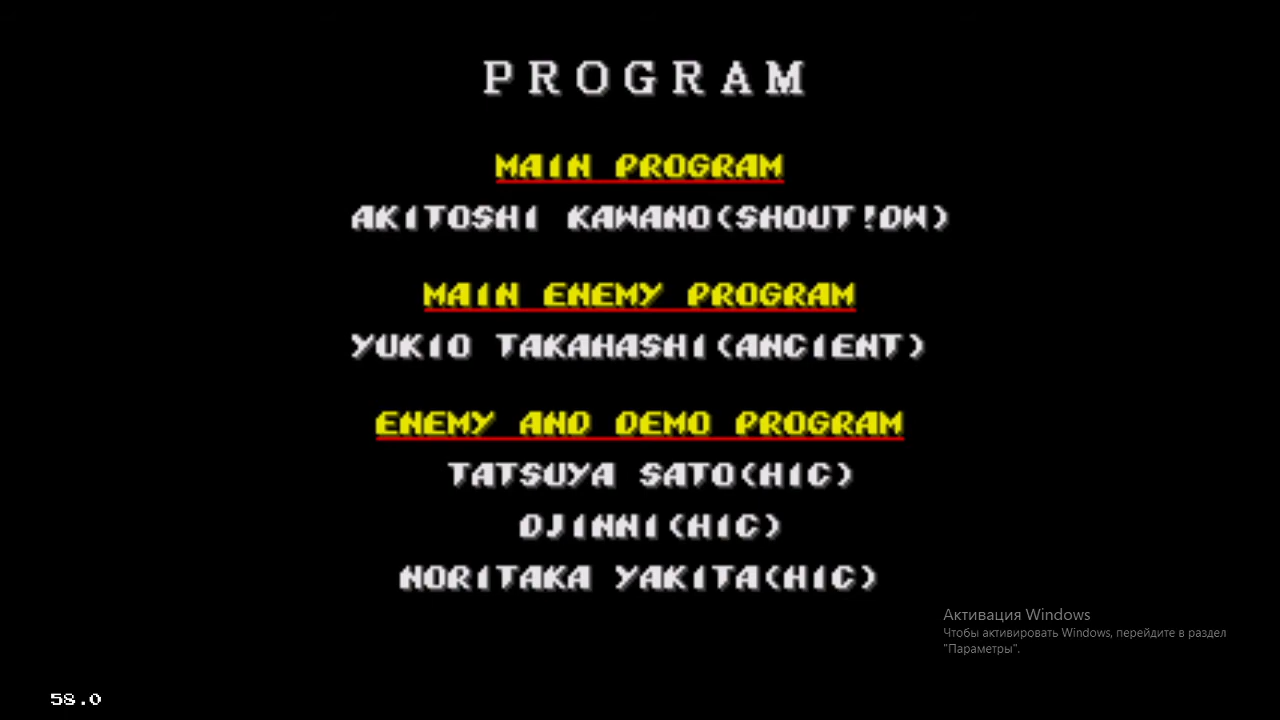 PROGRAM
MAIN PROGRAM
AKITOSHI KAWANO(SHOUT!DW)
MAIN ENEMY PROGRAM
YUKIO TAKAHASHI(ANCIENT)
ENEMY AND DEMO PROGRAM
TATSUYA SATO(HIC)
DJINNI(HIC)
NORITAKA YAKITA(HIC)
Активация Windows
Чтобы активировать Windows, перейдите в раздел
"Параметры".
58.0